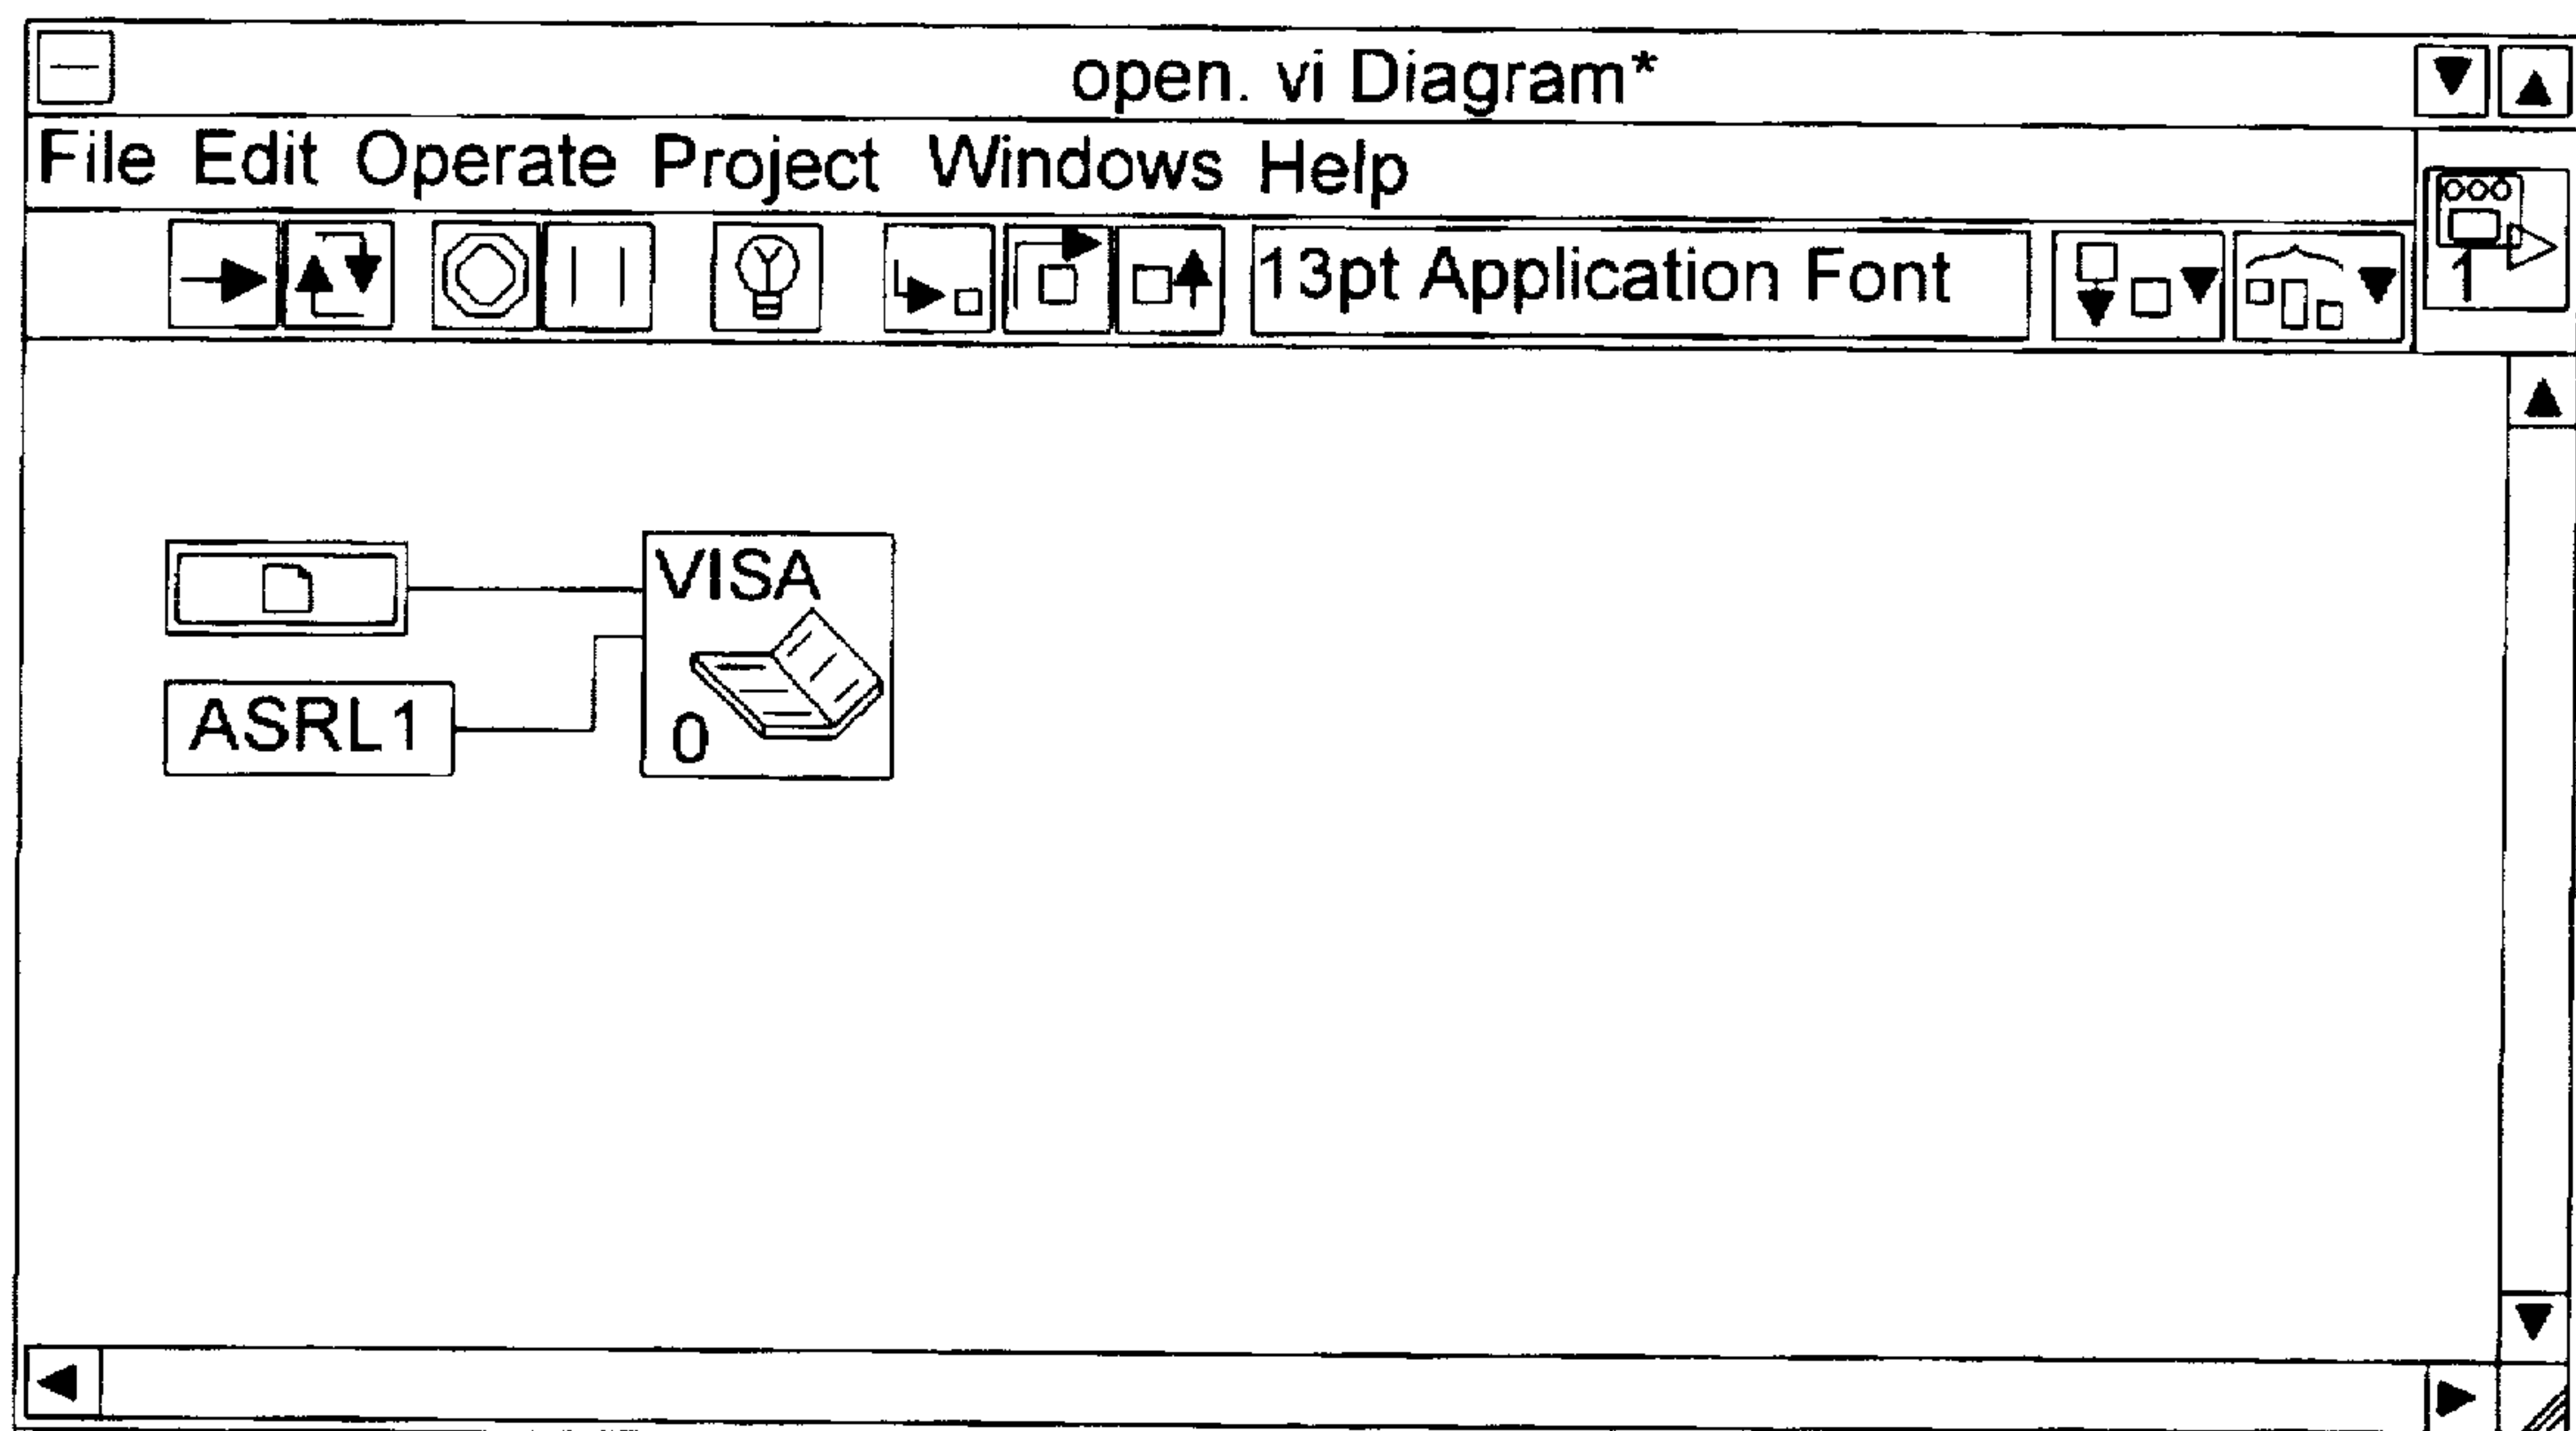 open. vi Diagram*
File Edit Operate Project Windows Help
13pt Application Font
1
VISA
0
ASRL1